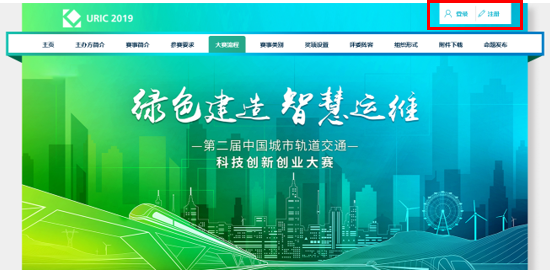 URIC 2019
登录 注册
主页 主办方简介 赛事简介 参赛要求 大赛流程 赛事类别 奖项设置 评委阵容 组织形式 附件下载 命题发布
绿色建造 智慧运维
—第二届中国城市轨道交通—
科技创新创业大赛